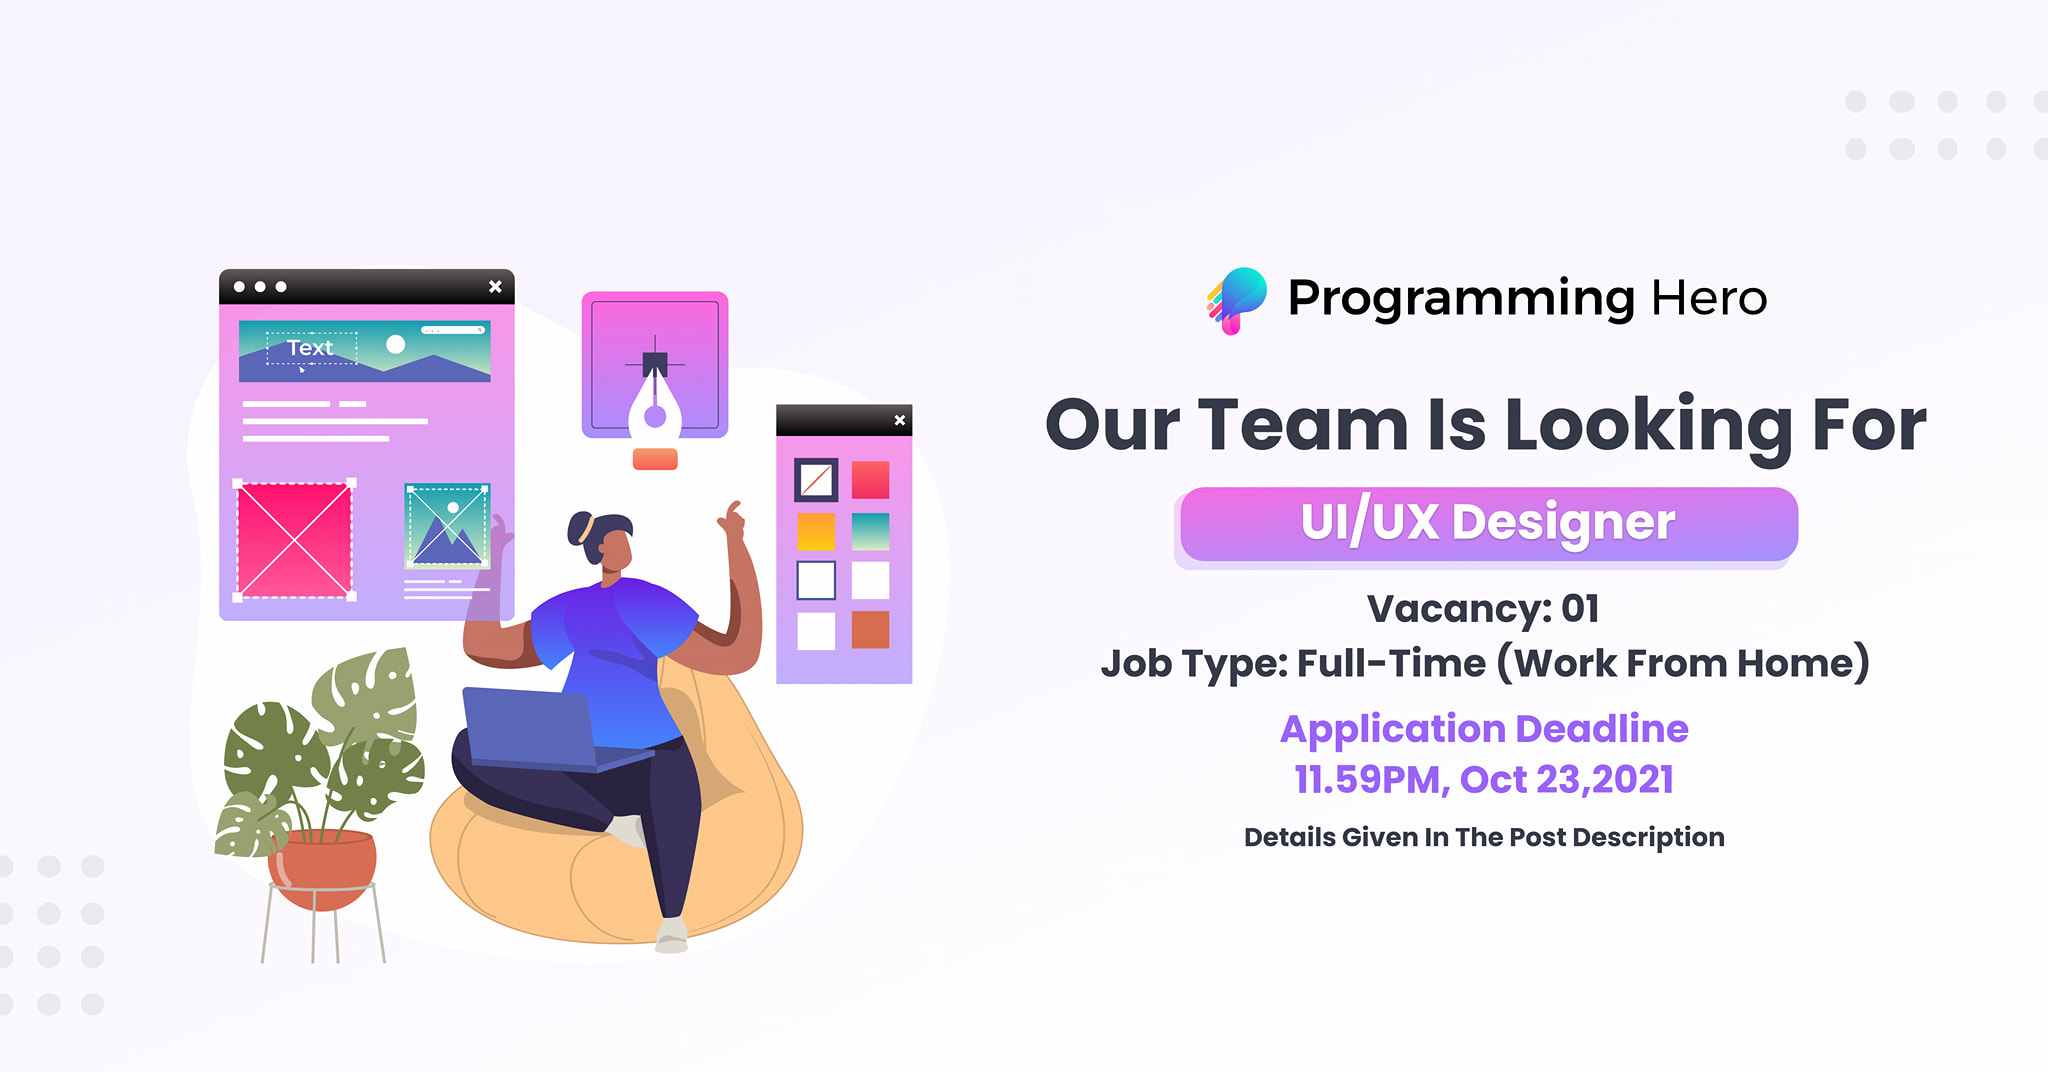 Text
Programming Hero
Our Team Is Looking For
UI/UX Designer
Vacancy: 01
Job Type: Full-Time (Work From Home)
Application Deadline
11.59PM, Oct 23,2021
Details Given In The Post Description